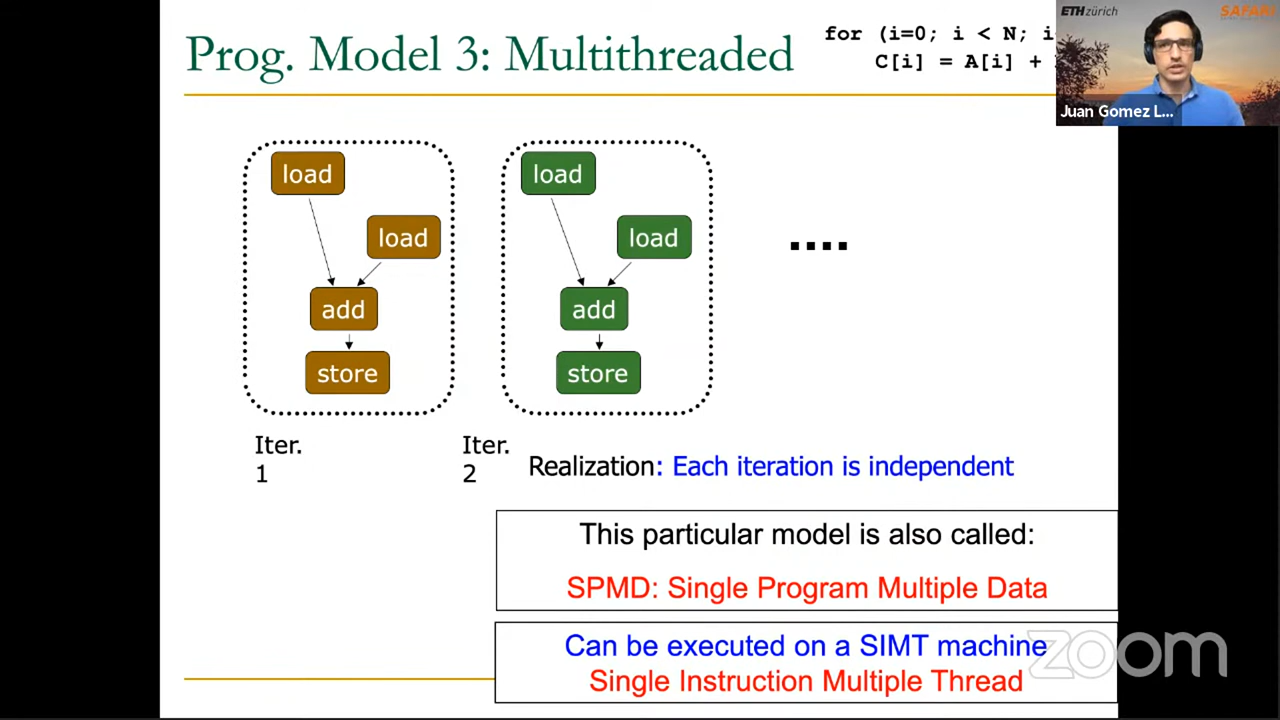 Prog. Model 3: Multithreaded
for (i=0; i < N; i
C[i] = A[i] +
ETH zürich
SAFARI
Juan Gomez L...
load
load
add
store
load
load
add
store
....
Iter.
1
Iter.
2
Realization: Each iteration is independent
This particular model is also called:
SPMD: Single Program Multiple Data
Can be executed on a SIMT machine
Single Instruction Multiple Thread
zoom